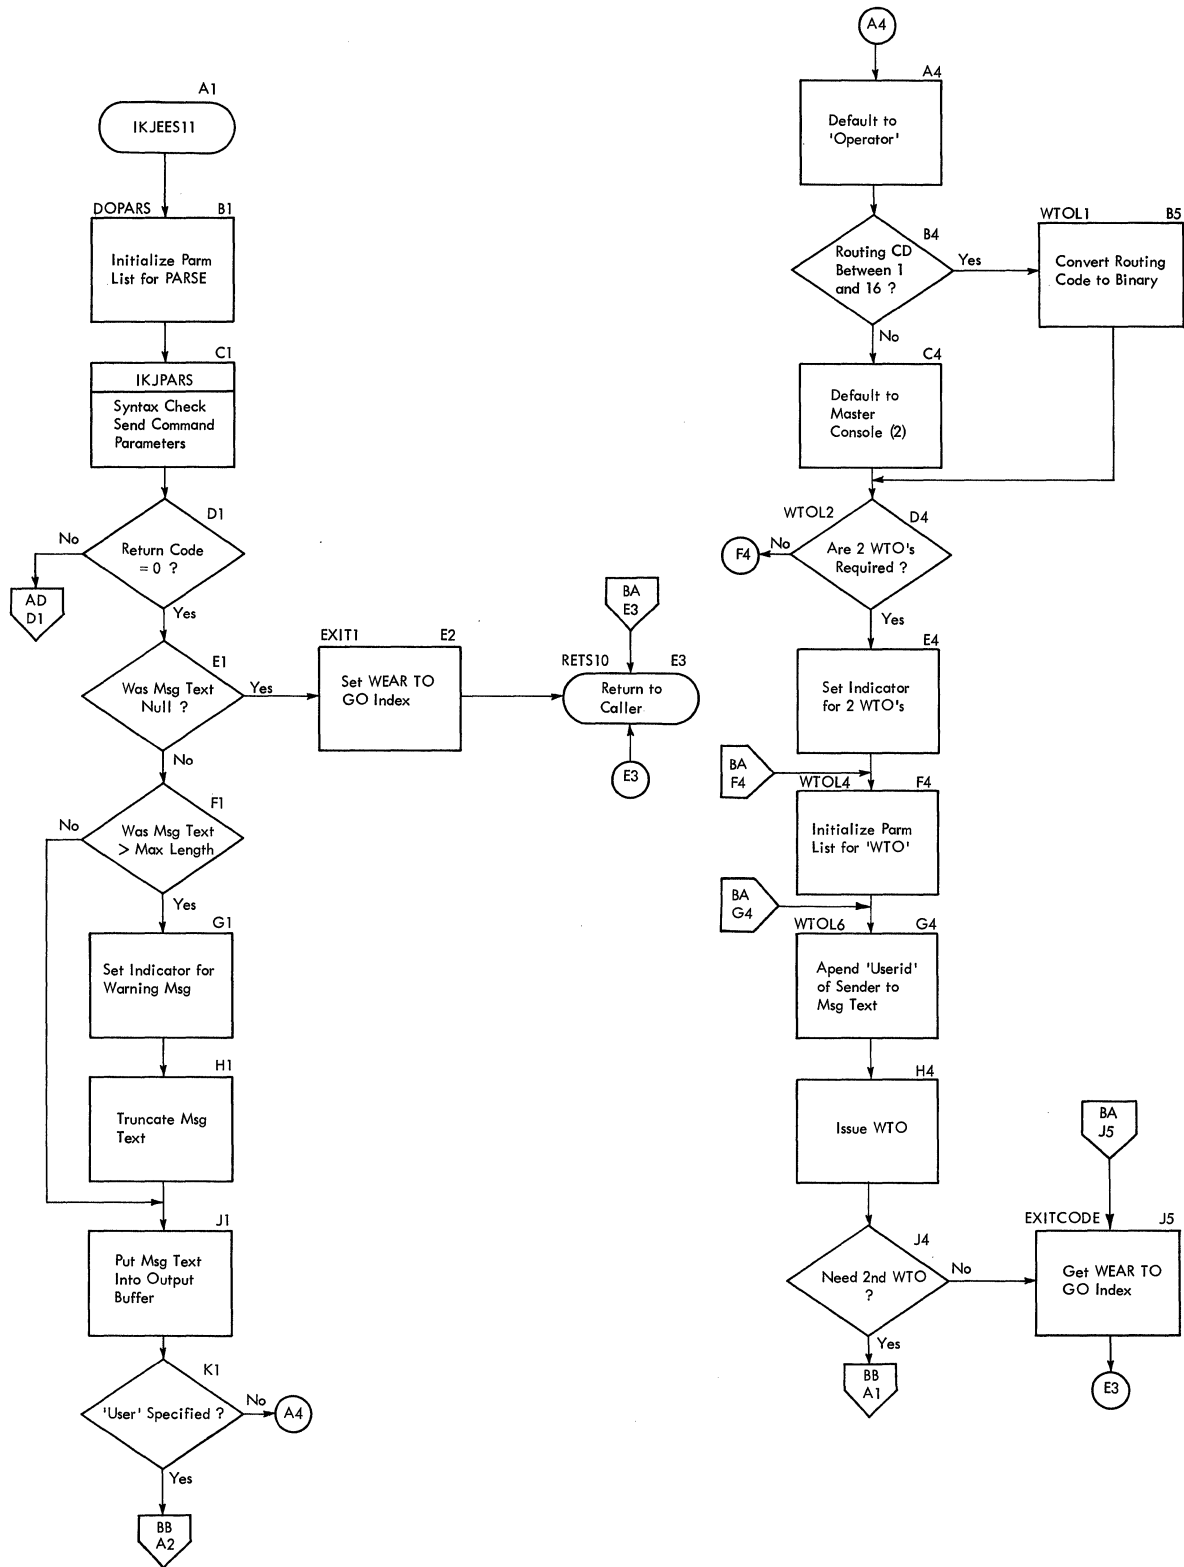 A1
IKJEES11
DOPARS B1
Initialize Parm
List for PARSE
C1
IKJPARS
Syntax Check
Send Command
Parameters
D1
No
Return Code
= 0 ?
AD
D1
Yes
E1
Was Msg Text
Null ?
Yes
EXIT1 E2
Set WEAR TO
GO Index
BA
E3
RETS10 E3
Return to
Caller
E3
No
F1
No
Was Msg Text
> Max Length
Yes
G1
Set Indicator for
Warning Msg
H1
Truncate Msg
Text
J1
Put Msg Text
Into Output
Buffer
K1
'User' Specified ?
No
A4
Yes
BB
A2
A4
A4
Default to
'Operator'
B4
Routing CD
Between 1
and 16 ?
Yes
WTOL1 B5
Convert Routing
Code to Binary
No
C4
Default to
Master
Console (2)
WTOL2
D4
Are 2 WTO's
Required ?
No
F4
Yes
E4
Set Indicator
for 2 WTO's
BA
F4
WTOL4 F4
Initialize Parm
List for 'WTO'
BA
G4
WTOL6 G4
Apend 'Userid'
of Sender to
Msg Text
H4
Issue WTO
J4
Need 2nd WTO
?
No
Yes
BB
A1
BA
J5
EXITCODE J5
Get WEAR TO
GO Index
E3